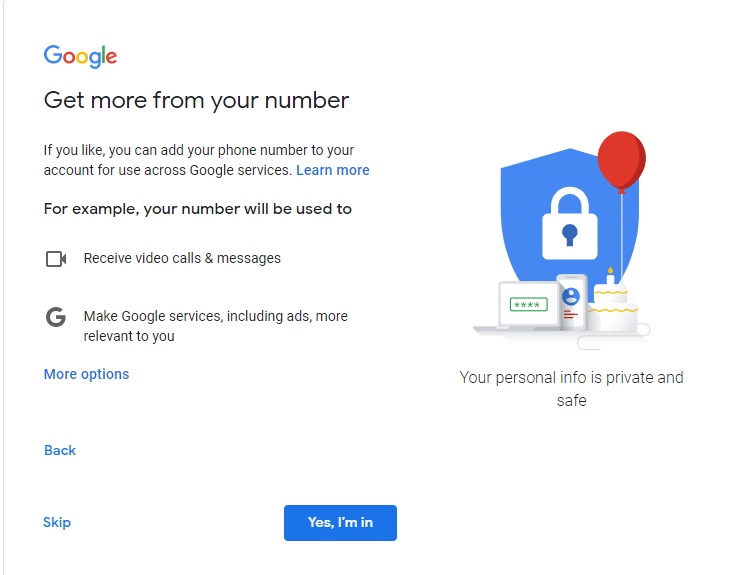 Google
Get more from your number
If you like, you can add your phone number to your
account for use across Google services. Learn more
For example, your number will be used to
Receive video calls & messages
G
Make Google services, including ads, more
relevant to you
More options
****
Your personal info is private and
safe
Back
Skip
Yes, I'm in